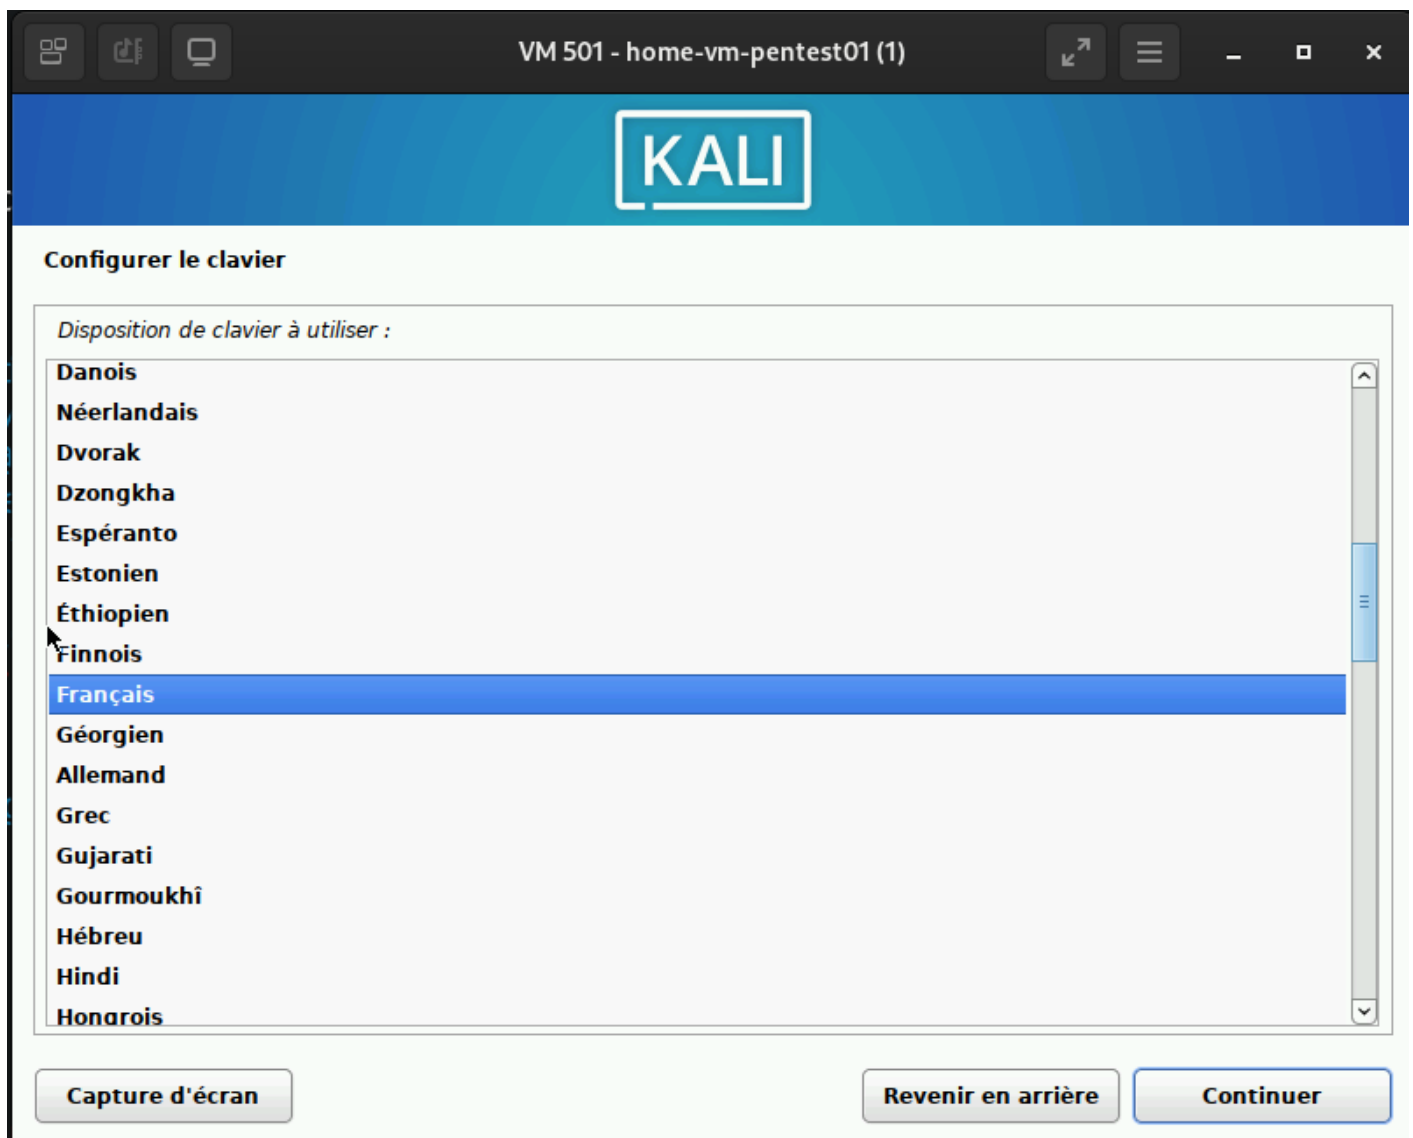 VM 501 - home-vm-pentest01 (1)
KALI
Configurer le clavier
Disposition de clavier à utiliser :
Danois
Néerlandais
Dvorak
Dzongkha
Espéranto
Estonien
Éthiopien
Finnois
Français
Géorgien
Allemand
Grec
Gujarati
Gourmoukhî
Hébreu
Hindi
Hongrois
Capture d'écran
Revenir en arrière
Continuer